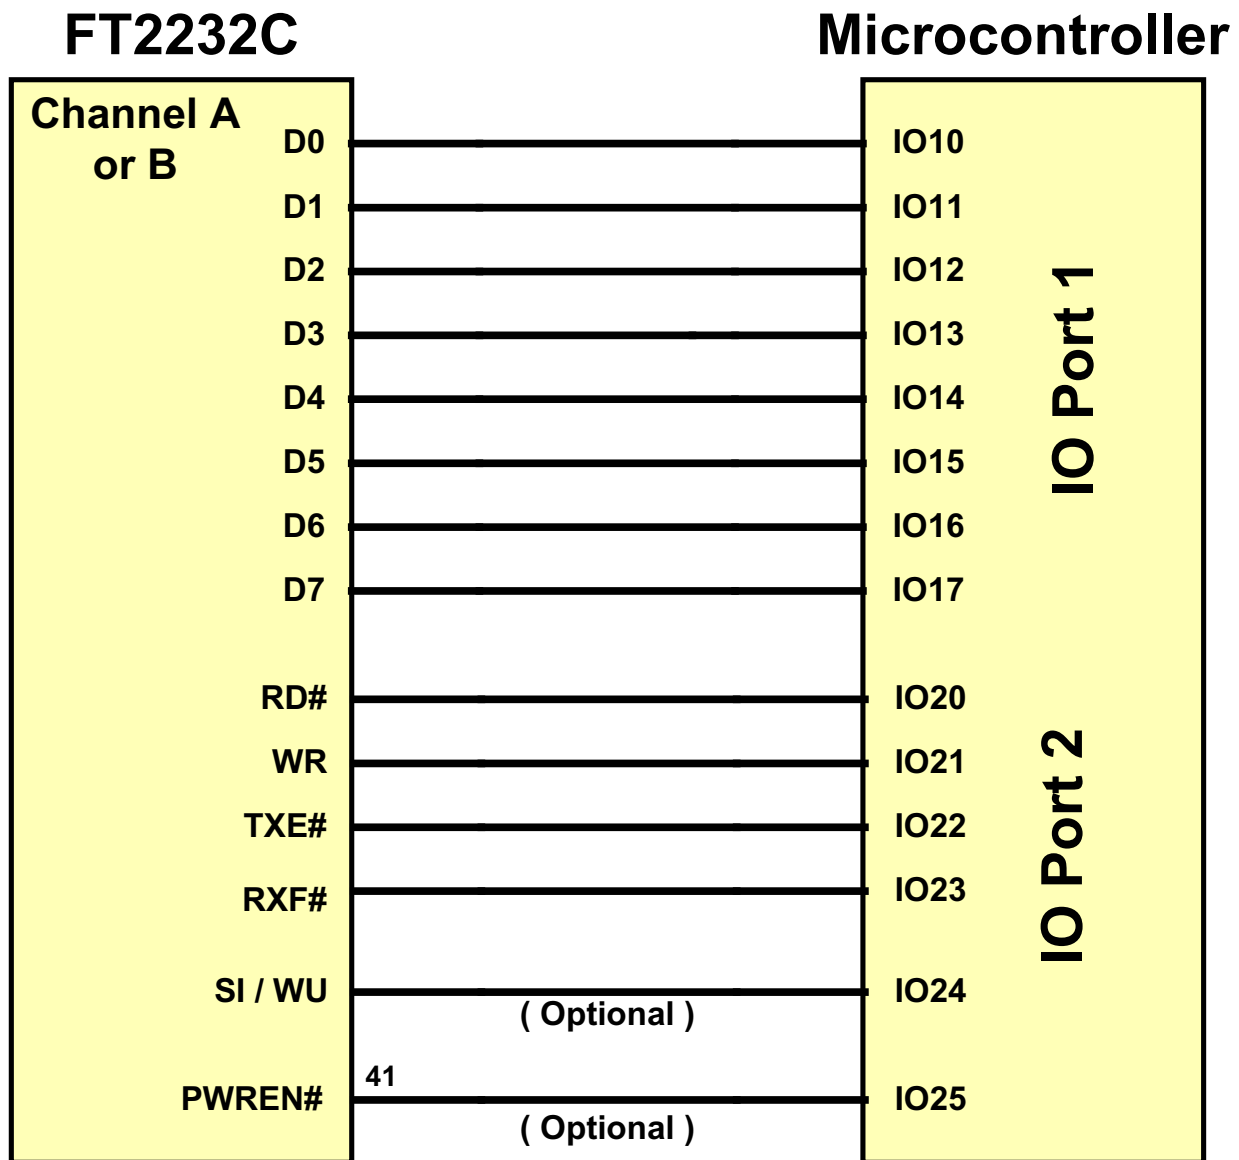 FT2232C
Microcontroller
Channel A
or B
D0
IO10
D1
IO11
D2
IO12
D3
IO13
D4
IO14
D5
IO15
D6
IO16
D7
IO17
IO Port 1
RD#
IO20
WR
IO21
TXE#
IO22
RXF#
IO23
SI / WU
( Optional )
IO24
41
PWREN#
( Optional )
IO25
IO Port 2